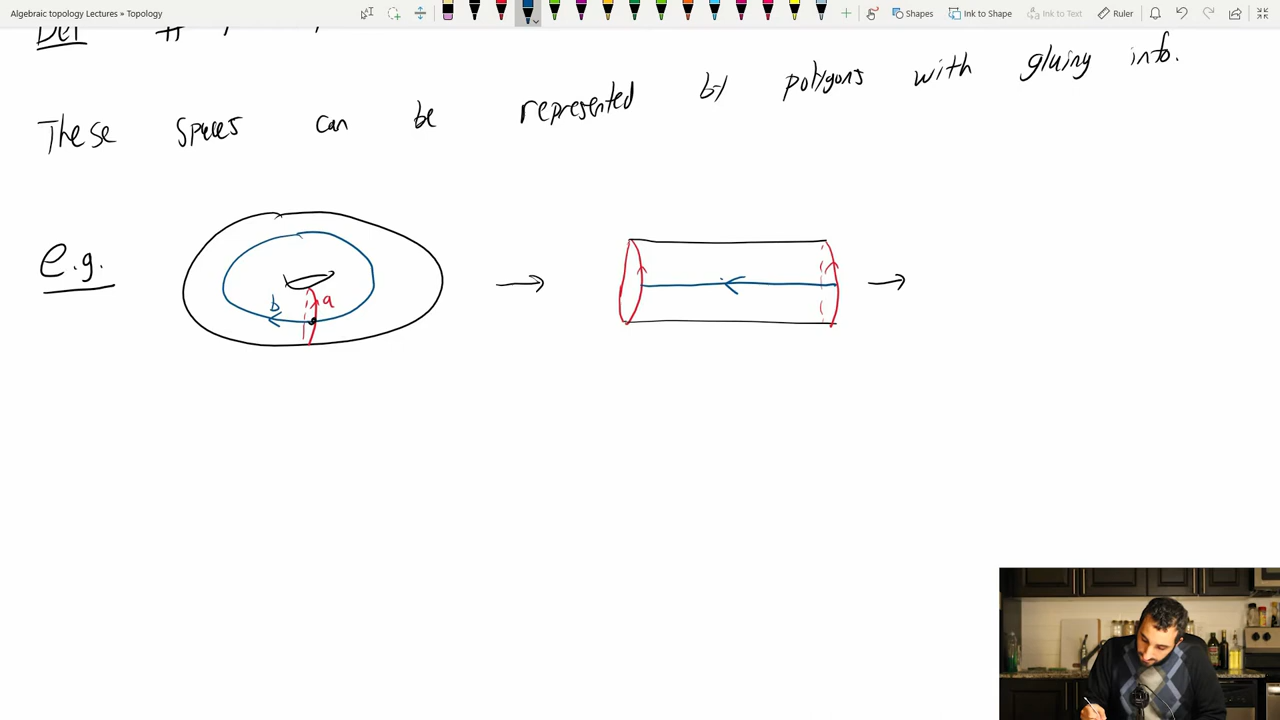 Algebraic topology Lectures » Topology
Shapes Ink to Shape Ink to Text Ruler
Def #
These spaces can be represented by polygons with gluing info.
e.g.
b a